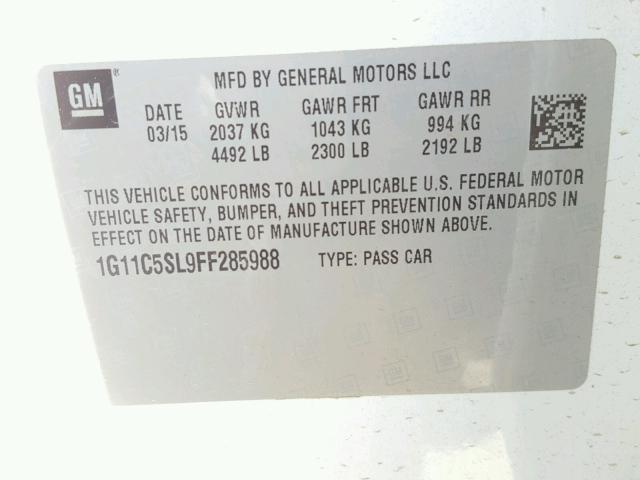 GM ®
MFD BY GENERAL MOTORS LLC
DATE GVWR GAWR FRT GAWR RR
03/15 2037 KG 1043 KG 994 KG
4492 LB 2300 LB 2192 LB
THIS VEHICLE CONFORMS TO ALL APPLICABLE U.S. FEDERAL MOTOR
VEHICLE SAFETY, BUMPER, AND THEFT PREVENTION STANDARDS IN
EFFECT ON THE DATE OF MANUFACTURE SHOWN ABOVE.
1G11C5SL9FF285988 TYPE: PASS CAR